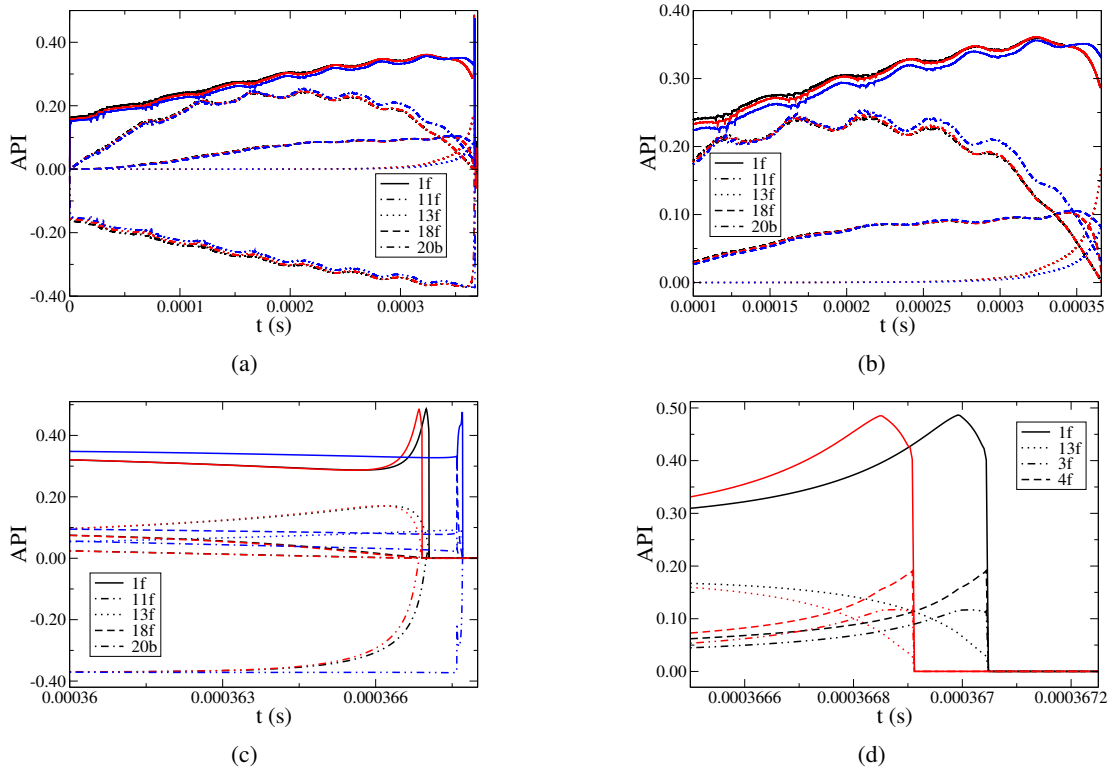 0.40
0.20
0.00
-0.20
-0.40
API
0 0.0001 0.0002 0.0003
t (s)
1f
11f
13f
18f
20b
(a)
0.40
0.30
0.20
0.10
0.00
API
0.0001 0.00015 0.0002 0.00025 0.0003 0.00035
t (s)
1f
11f
13f
18f
20b
(b)
0.40
0.20
0.00
-0.20
-0.40
API
0.00036 0.000363 0.000366
t (s)
1f
11f
13f
18f
20b
(c)
0.50
0.40
0.30
0.20
0.10
0.00
API
0.0003666 0.0003668 0.000367 0.0003672
t (s)
1f
13f
3f
4f
(d)